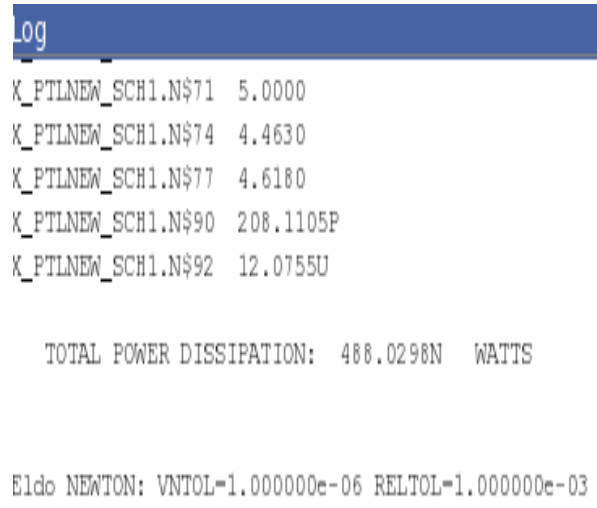 Log
X_PTLNEW_SCH1.N$71 5.0000
X_PTLNEW_SCH1.N$74 4.4630
X_PTLNEW_SCH1.N$77 4.6180
X_PTLNEW_SCH1.N$90 208.1105P
X_PTLNEW_SCH1.N$92 12.0755U
TOTAL POWER DISSIPATION: 488.0298N WATTS
Eldo NEWTON: VNTOL=1.000000e-06 RELTOL=1.000000e-03